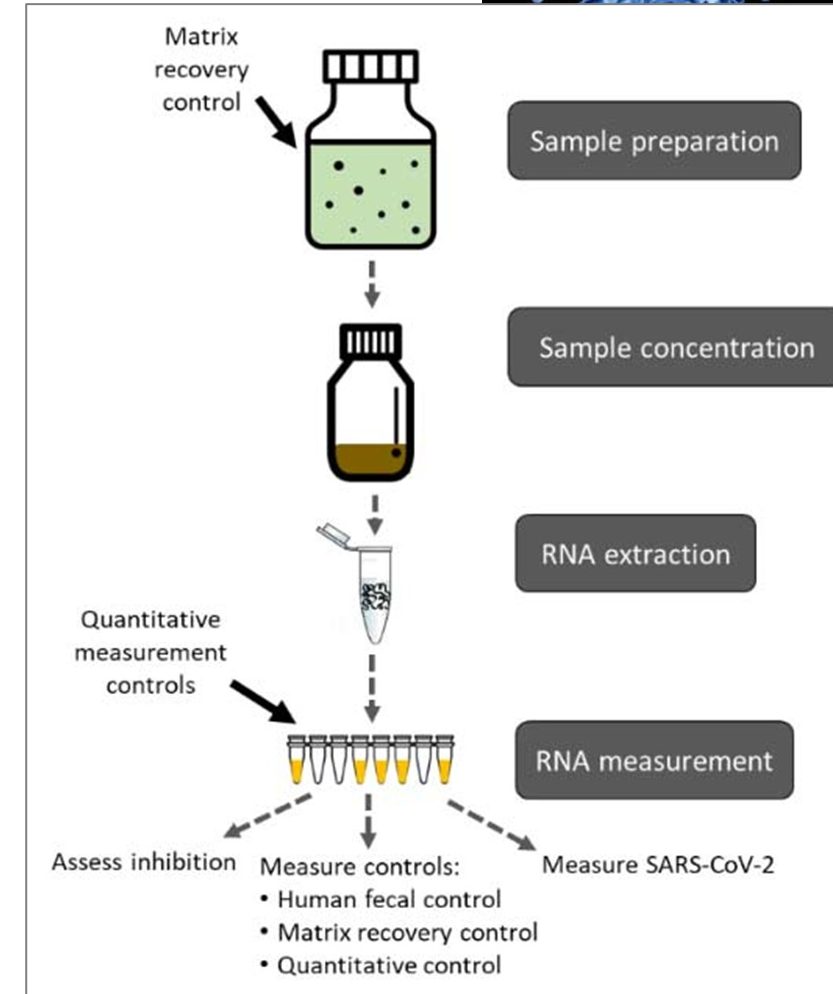 Matrix
recovery
control
Sample preparation
Sample concentration
RNA extraction
Quantitative
measurement
controls
RNA measurement
Assess inhibition
Measure controls:
• Human fecal control
• Matrix recovery control
• Quantitative control
Measure SARS-CoV-2